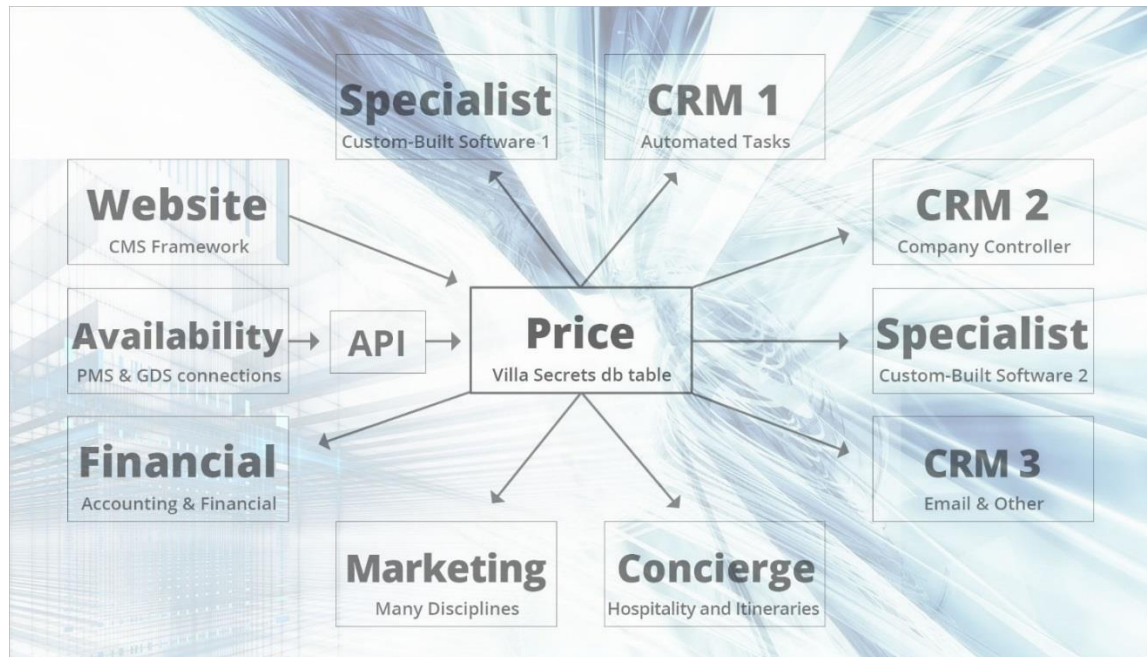 Specialist
Custom-Built Software 1
CRM 1
Automated Tasks
Website
CMS Framework
CRM 2
Company Controller
Availability
PMS & GDS connections
API
Price
Villa Secrets db table
Specialist
Custom-Built Software 2
Financial
Accounting & Financial
CRM 3
Email & Other
Marketing
Many Disciplines
Concierge
Hospitality and Itineraries